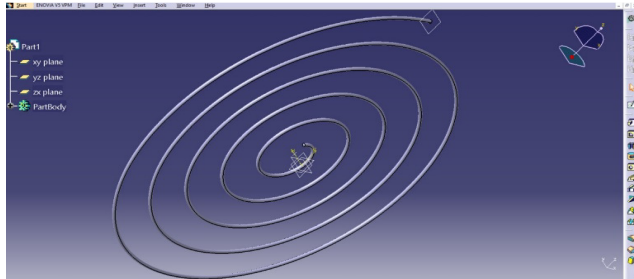 Start ENOVIA V5 VPM File Edit View Insert Tools Window Help
Part1
xy plane
yz plane
zx plane
PartBody